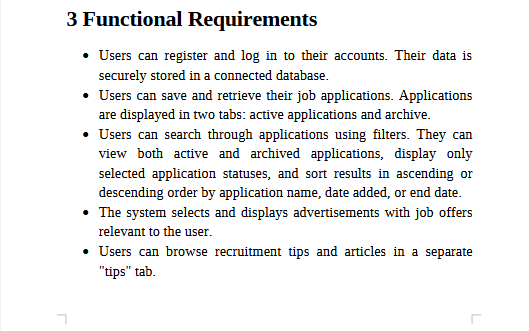 3 Functional Requirements
• Users can register and log in to their accounts. Their data is
securely stored in a connected database.
• Users can save and retrieve their job applications. Applications
are displayed in two tabs: active applications and archive.
• Users can search through applications using filters. They can
view both active and archived applications, display only
selected application statuses, and sort results in ascending or
descending order by application name, date added, or end date.
• The system selects and displays advertisements with job offers
relevant to the user.
• Users can browse recruitment tips and articles in a separate
"tips" tab.